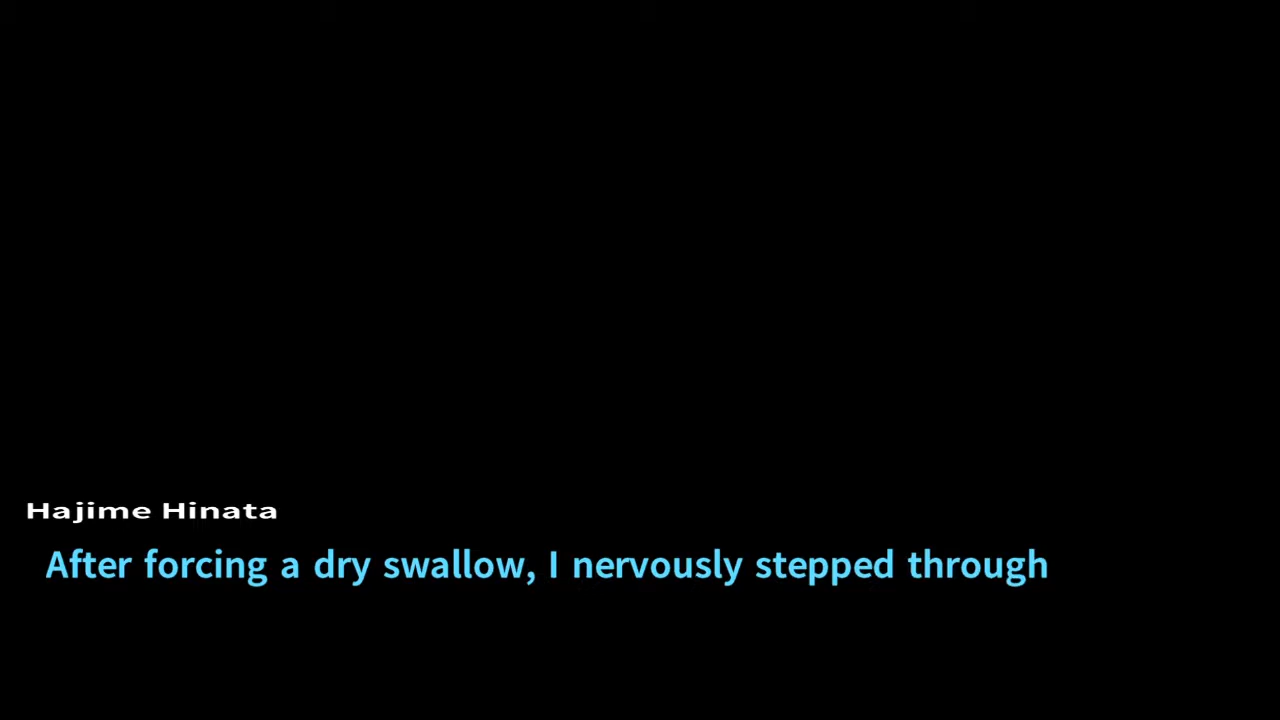 Hajime Hinata
After forcing a dry swallow, I nervously stepped through